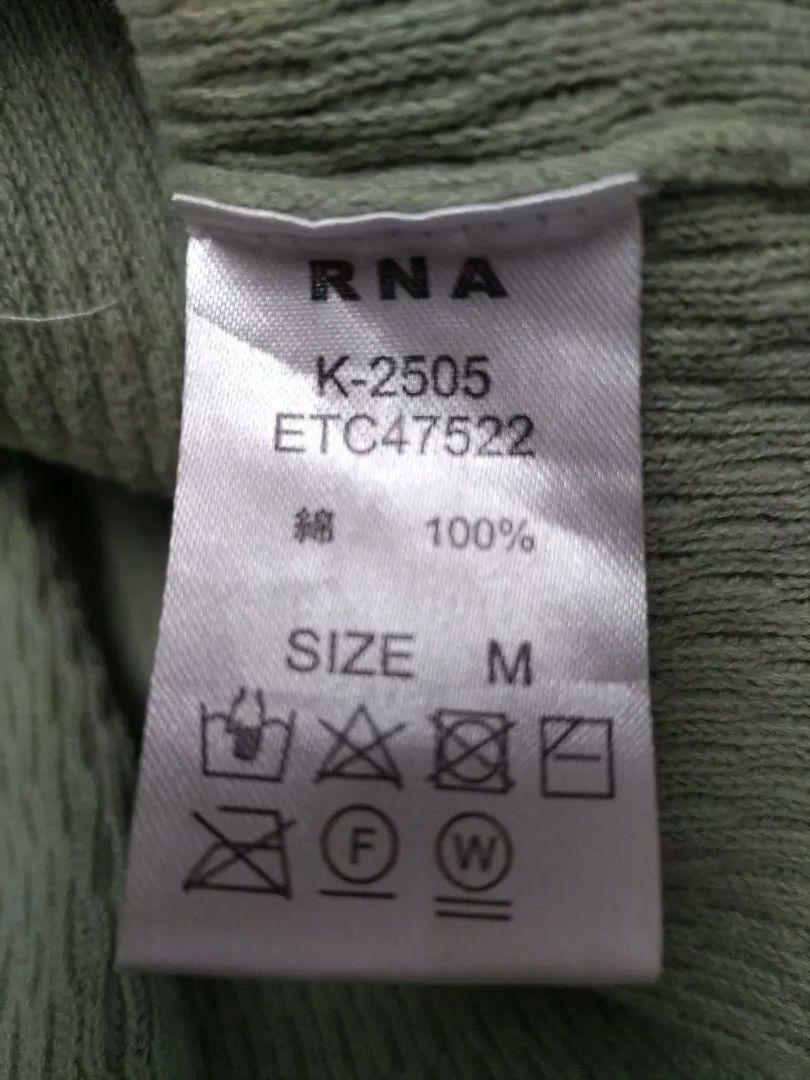 RNA
K-2505
ETC47522
綿 100%
SIZE M
F W